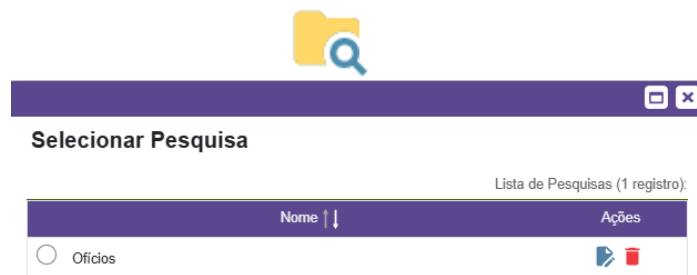 Selecionar Pesquisa
Lista de Pesquisas (1 registro):
Nome Ações
Ofícios